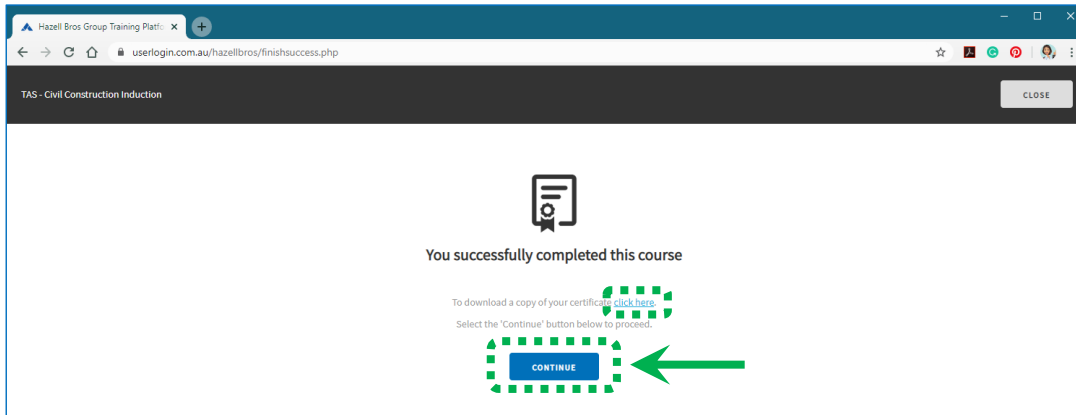 Hazell Bros Group Training Platfo
userlogin.com.au/hazellbros/finishsuccess.php
TAS - Civil Construction Induction
CLOSE
You successfully completed this course
To download a copy of your certificate click here.
Select the 'Continue' button below to proceed.
CONTINUE